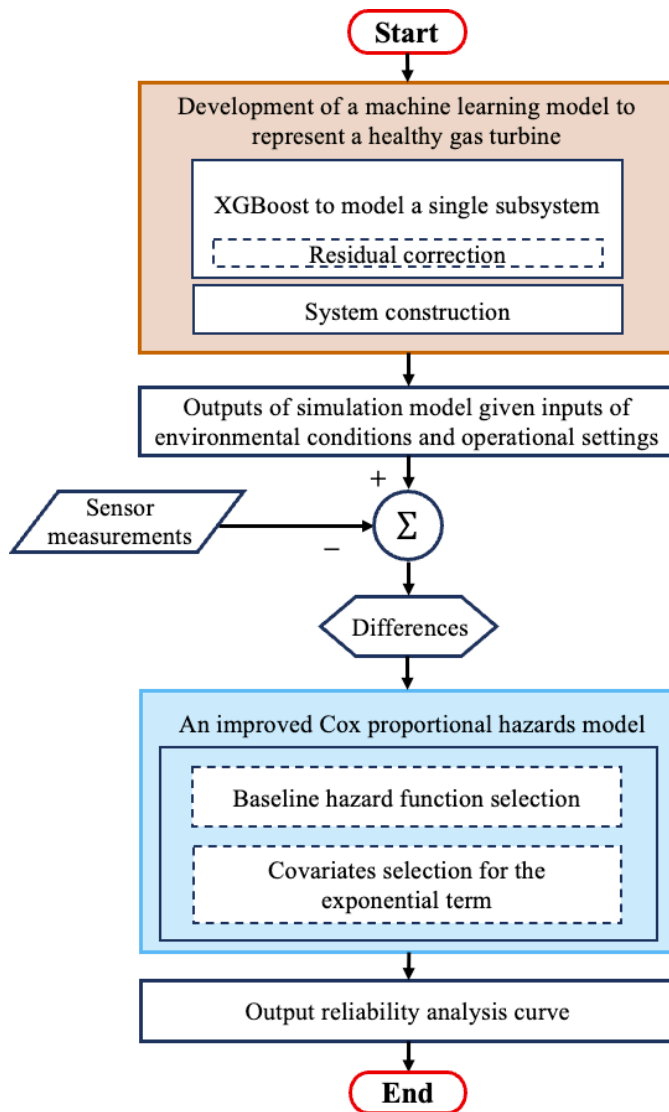 Start
Development of a machine learning model to
represent a healthy gas turbine
XGBoost to model a single subsystem
Residual correction
System construction
Outputs of simulation model given inputs of
environmental conditions and operational settings
+
Sensor
measurements
Σ
−
Differences
An improved Cox proportional hazards model
Baseline hazard function selection
Covariates selection for the
exponential term
Output reliability analysis curve
End